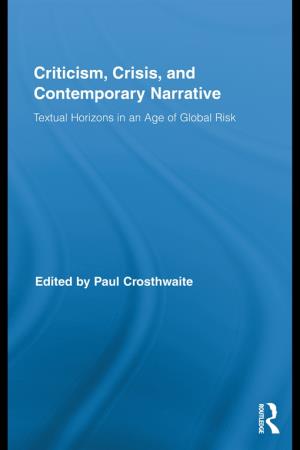 Criticism, Crisis, and
Contemporary Narrative
Textual Horizons in an Age of Global Risk
Edited by Paul Crosthwaite
ROUTLEDGE